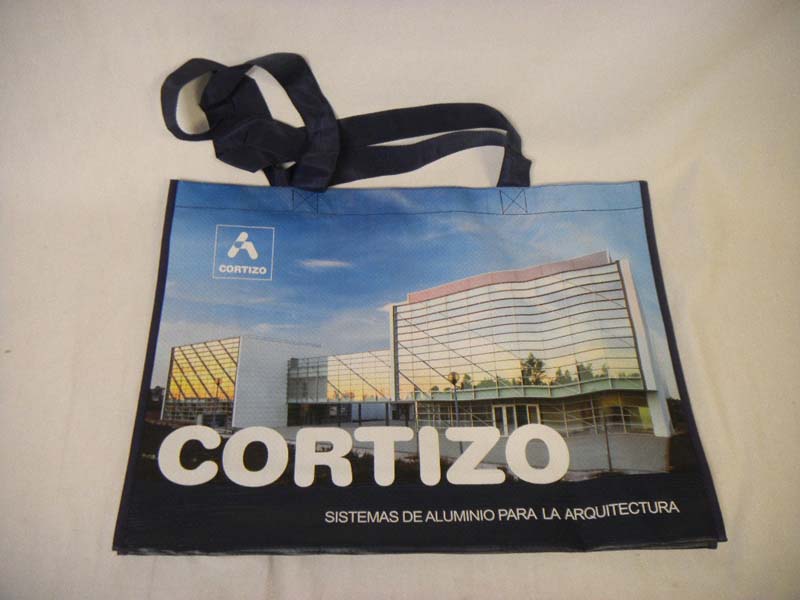 CORTIZO
CORTIZO
SISTEMAS DE ALUMINIO PARA LA ARQUITECTURA